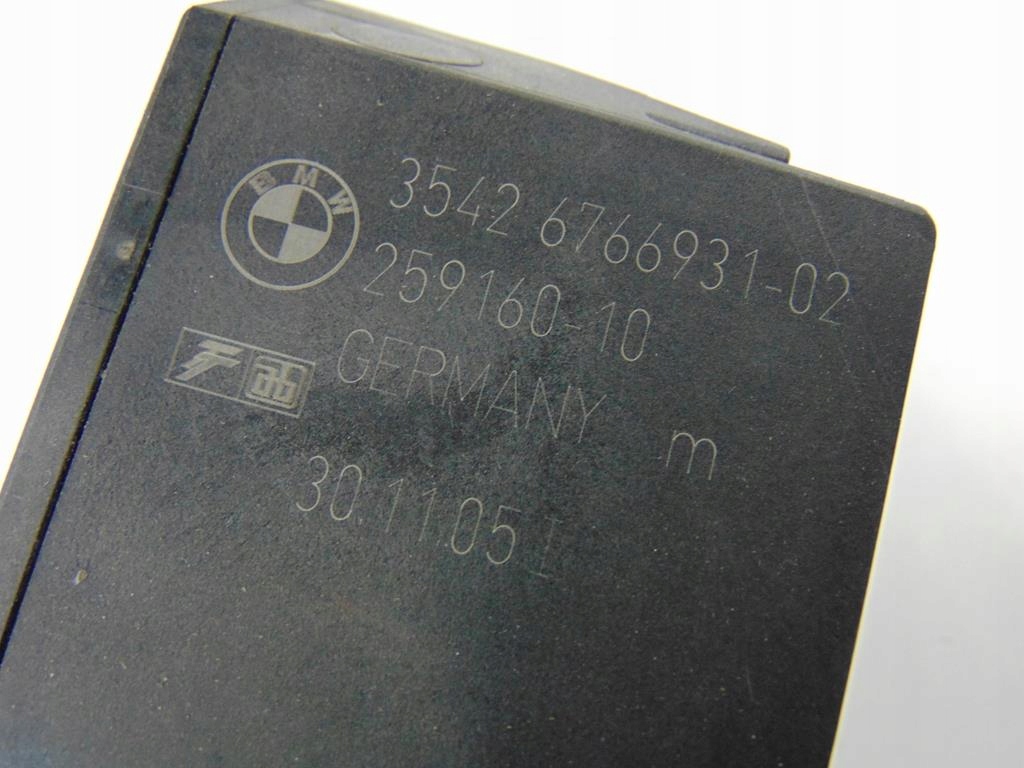 BMW
3542 6766931-02
259160-10
GERMANY
m
30.11.05 I